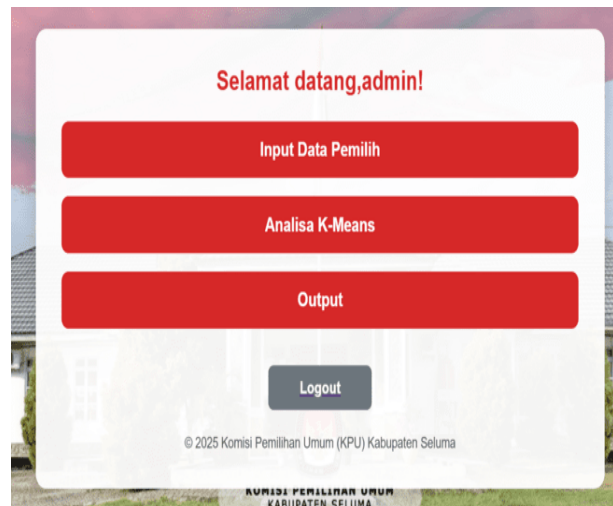 Selamat datang,admin!
Input Data Pemilih
Analisa K-Means
Output
Logout
© 2025 Komisi Pemilihan Umum (KPU) Kabupaten Seluma
KOMISI PEMILIHAN UMUM
KABUPATEN SELUMA